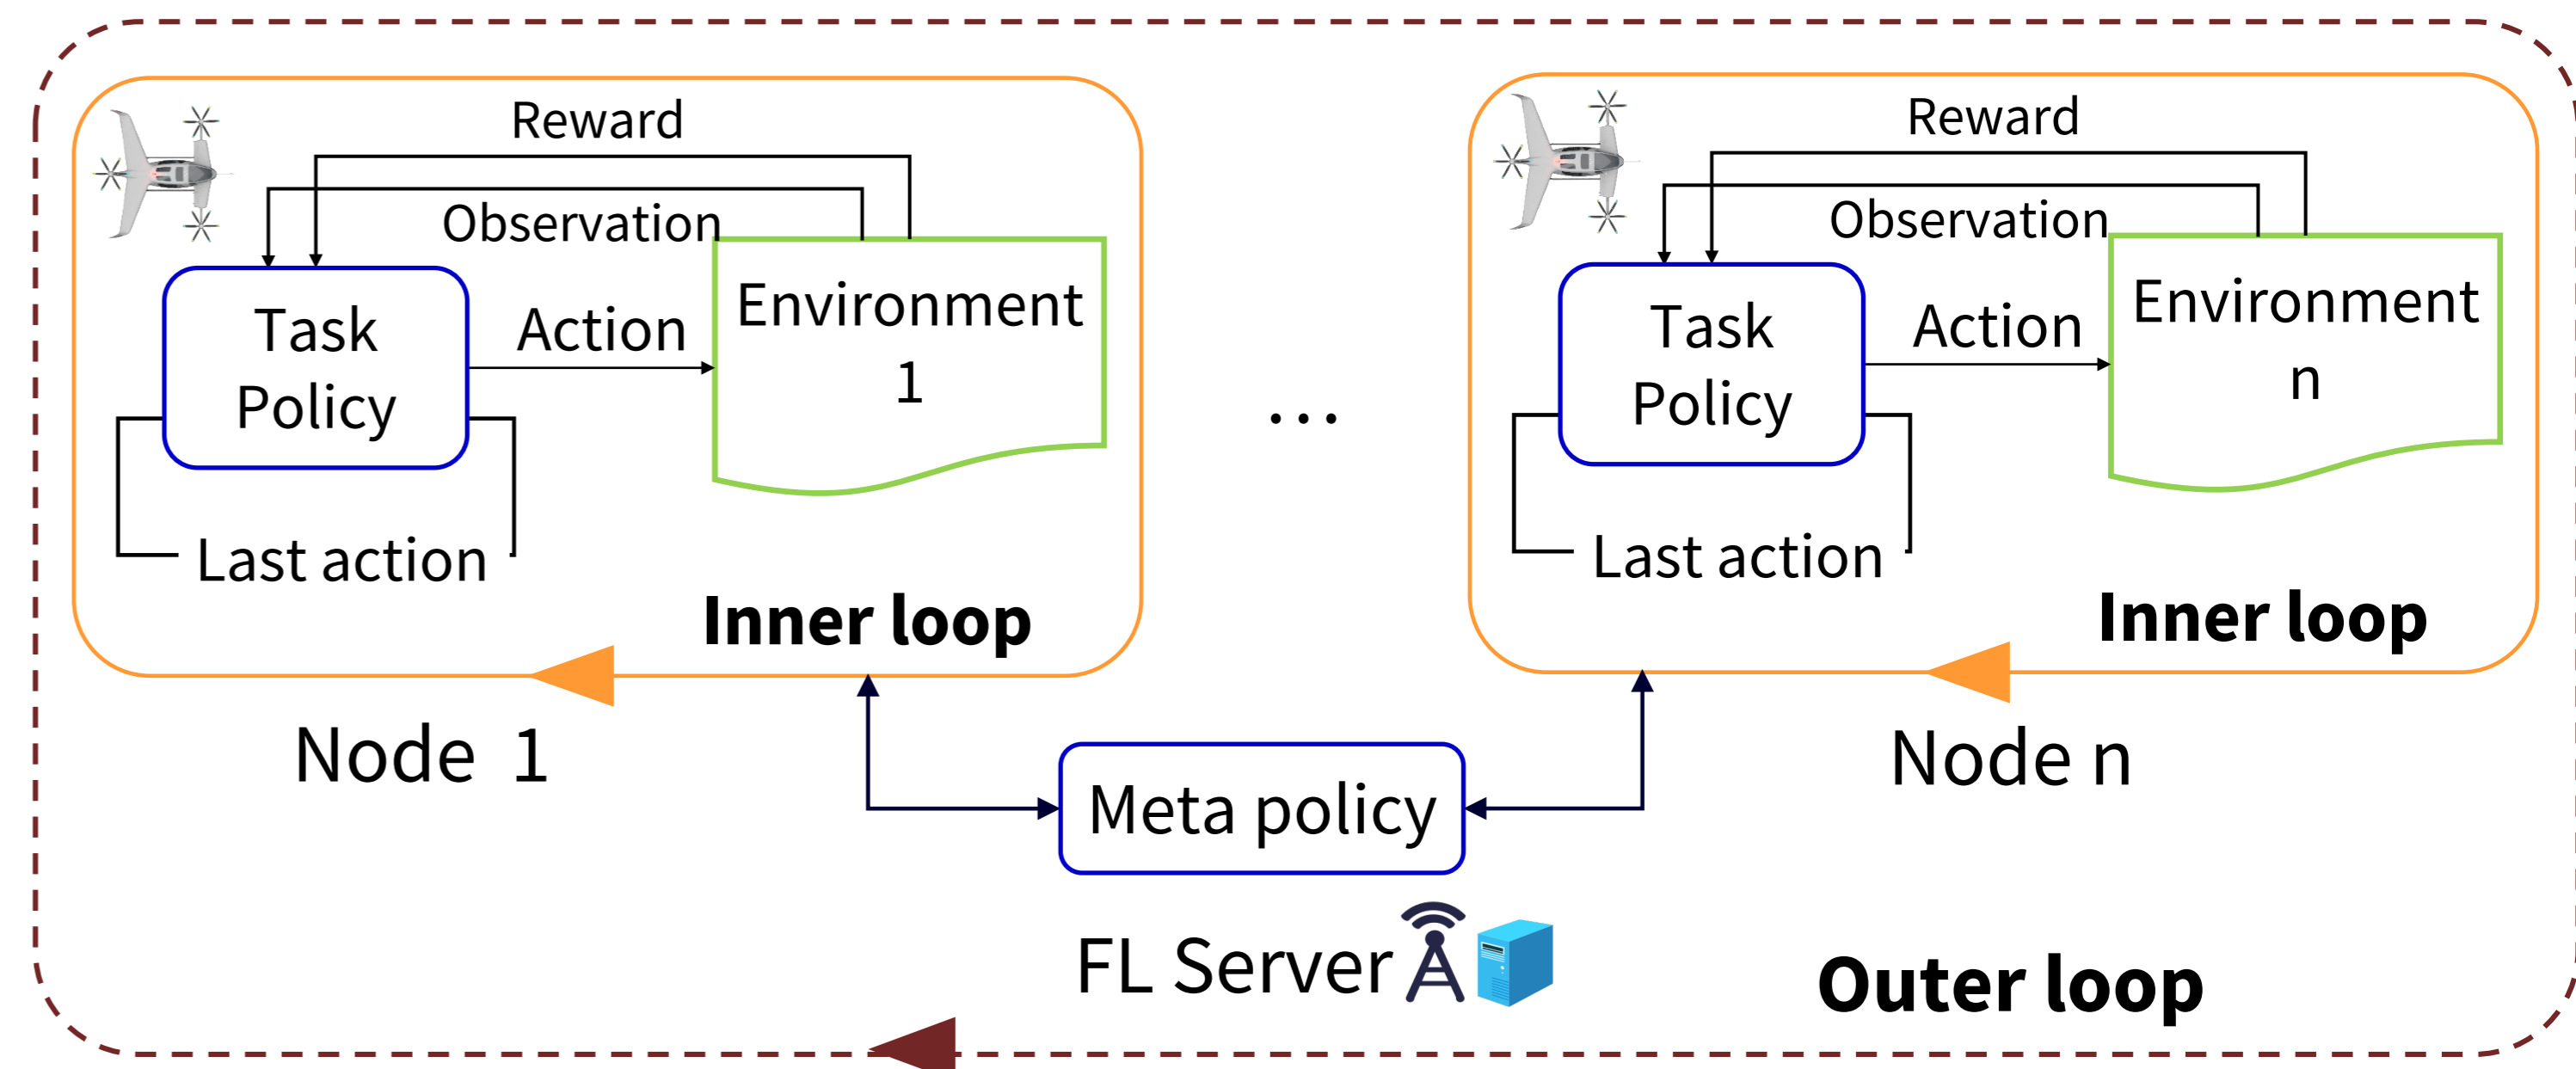 Reward
Observation
Task
Policy
Action
Environment
1
Last action
Inner loop
Node 1
...
Reward
Observation
Task
Policy
Action
Environment
n
Last action
Inner loop
Node n
Meta policy
FL Server
Outer loop